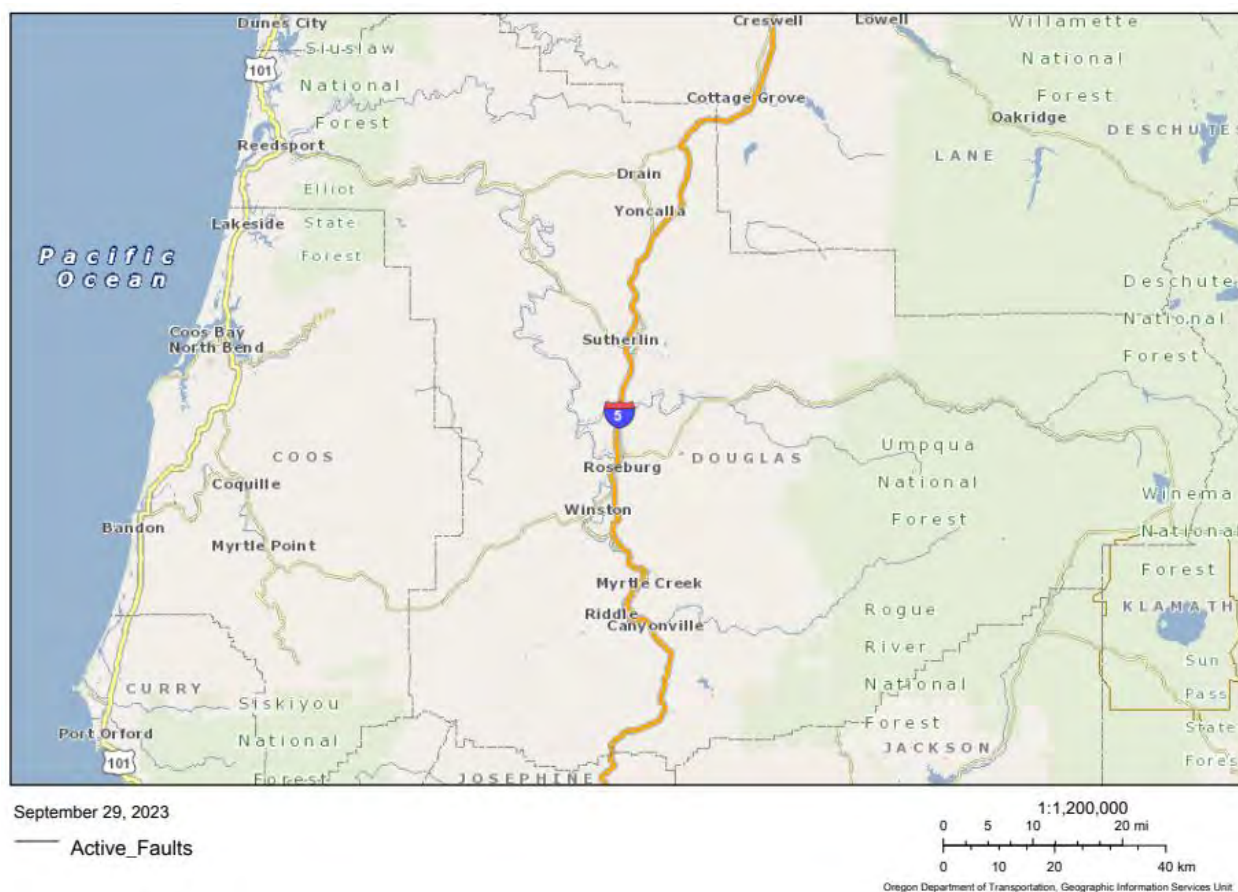 Dunes City
Creswell
Lowell
Willamette
National
Forest
Siuslaw
National
Forest
101
Cottage Grove
Oakridge
DESCHUTES
LANE
Reedsport
Drain
Elliot
State
Forest
Yoncalla
Lakeside
Pacific
Ocean
Deschute
National
Forest
Coos Bay
North Bend
Sutherlin
5
COOS
Roseburg
DOUGLAS
Umpqua
National
Forest
Coquille
Winema
National
Forest
Bandon
Winston
Myrtle Point
Myrtle Creek
Riddle
Canyonville
Rogue
River
National
Forest
KLAMATH
Sun
Pass
State
Fores
CURRY
Siskiyou
National
Forest
Port Orford
101
JOSEPHINE
JACKSON
September 29, 2023
Active_Faults
1:1,200,000
0 5 10 20 mi
0 10 20 40 km
Oregon Department of Transportation, Geographic Information Services Unit